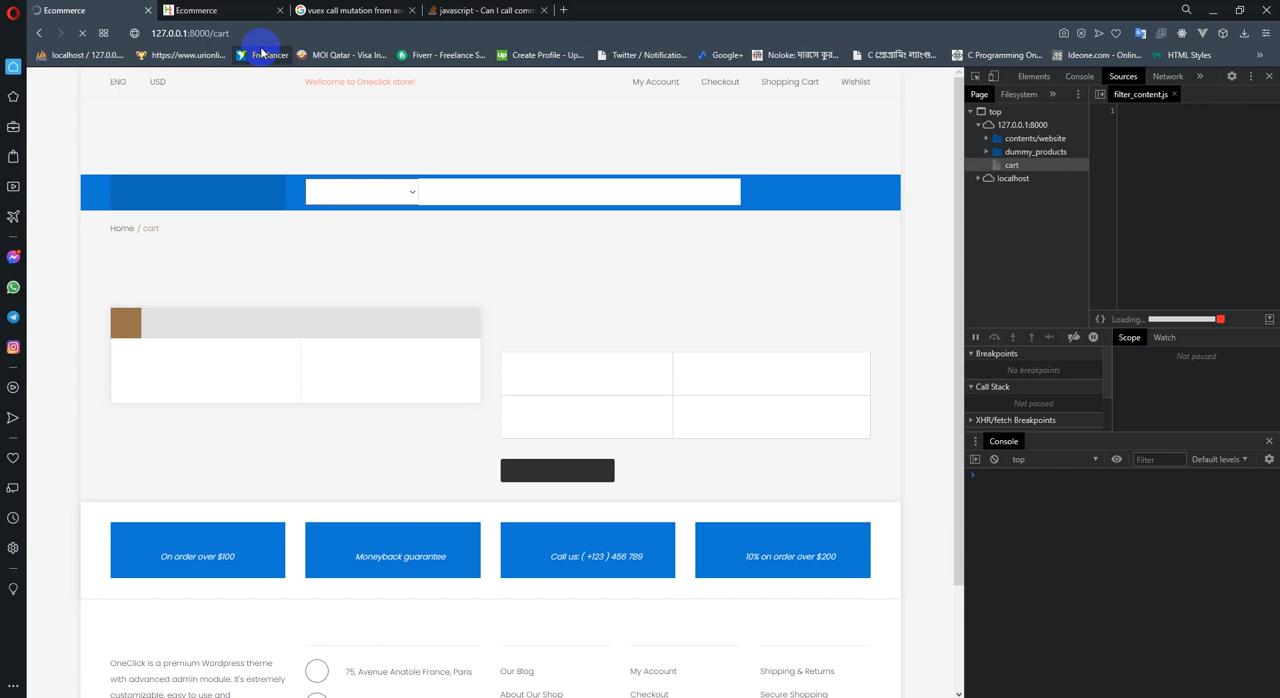 Ecommerce
Ecommerce
vuex call mutation from an
javascript - Can I call comm
127.0.0.1:8000/cart
localhost / 127.0.0....
https://www.urionli...
Freelancer
MOI Qatar - Visa In...
Fiverr - Freelance S...
Create Profile - Up...
Twitter / Notificatio...
Google+
Noloke: দারসে কুর...
C প্রোগ্রামিং ল্যাংগু...
C Programming On...
Ideone.com - Onlin...
HTML Styles
»
ENG
USD
Welcome to Oneclick store!
My Account
Checkout
Shopping Cart
Wishlist
Home / cart
On order over $100
Moneyback guarantee
Call us: ( +123 ) 456 789
10% on order over $200
OneClick is a premium Wordpress theme
with advanced admin module. It's extremely
customizable, easy to use and
75, Avenue Anatole France, Paris
Our Blog
About Our Shop
My Account
Checkout
Shipping & Returns
Secure Shopping
Elements
Console
Sources
Network
»
Page
Filesystem
»
filter_content.js
top
127.0.0.1:8000
contents/website
dummy_products
cart
localhost
1
{ } Loading...
Scope
Watch
Not paused
Breakpoints
No breakpoints
Call Stack
Not paused
XHR/fetch Breakpoints
Console
top
Filter
Default levels